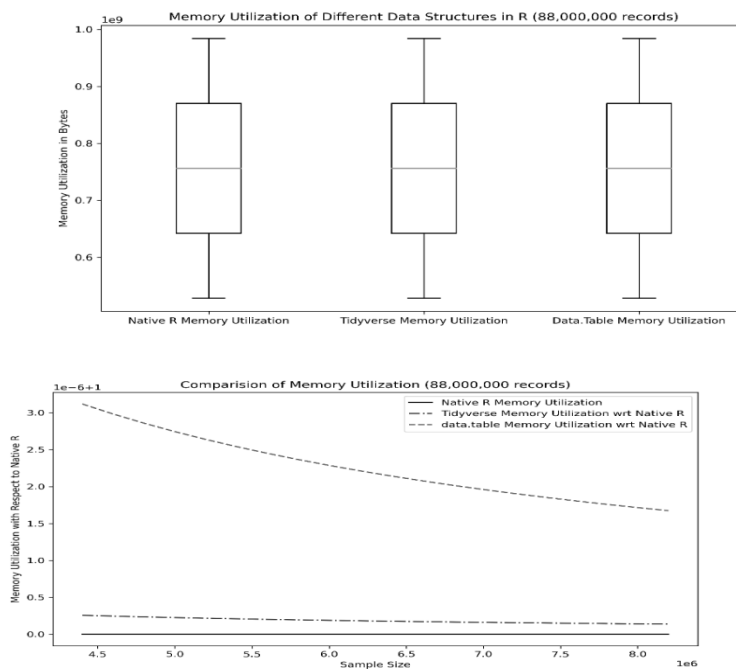 Memory Utilization of Different Data Structures in R (88,000,000 records)
1e9
1.0
0.9
0.8
0.7
0.6
Memory Utilization in Bytes
Native R Memory Utilization Tidyverse Memory Utilization Data.Table Memory Utilization
Comparision of Memory Utilization (88,000,000 records)
1e-6+1
3.0
2.5
2.0
1.5
1.0
0.5
0.0
Memory Utilization with Respect to Native R
Native R Memory Utilization
Tidyverse Memory Utilization wrt Native R
data.table Memory Utilization wrt Native R
4.5 5.0 5.5 6.0 6.5 7.0 7.5 8.0
Sample Size
1e6